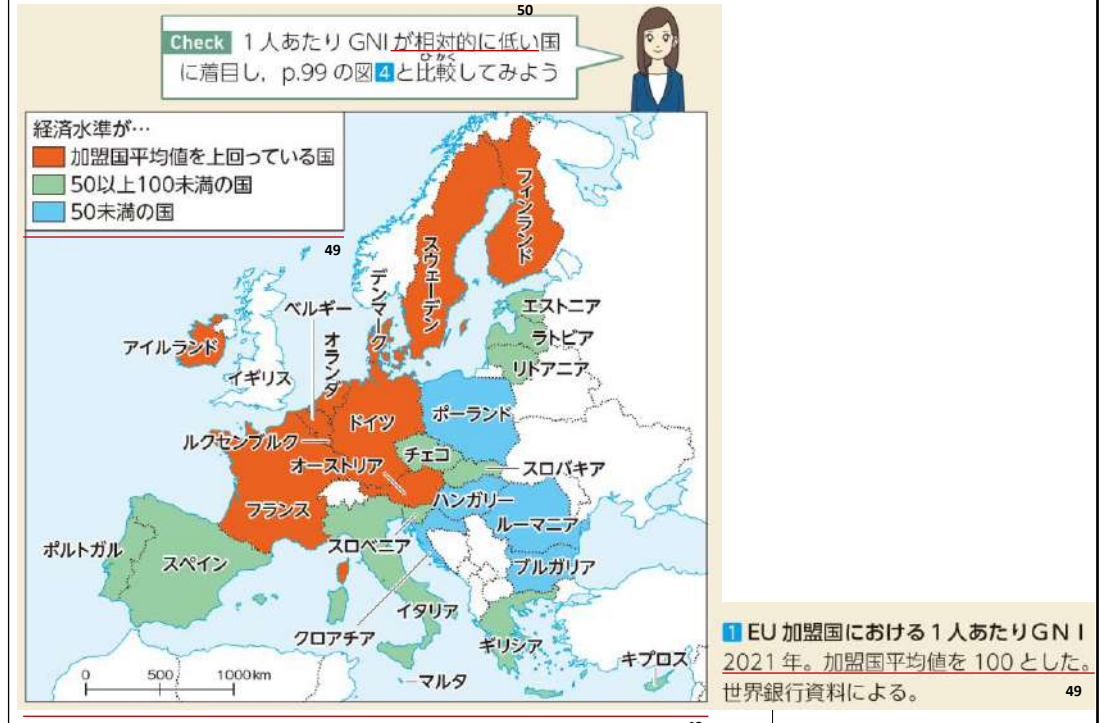 50
Check 1人あたりGNIが相対的に低い国
ひかく
に着目し，p.99の図4と比較してみよう
経済水準が…
加盟国平均値を上回っている国
50以上100未満の国
50未満の国
49
フィンランド
スウェーデン
デンマーク
エストニア
ラトビア
リトアニア
ベルギー
オランダ
アイルランド
イギリス
ドイツ
ポーランド
ルクセンブルク
チェコ
オーストリア
スロバキア
ハンガリー
フランス
ルーマニア
スロベニア
ポルトガル
スペイン
ブルガリア
イタリア
クロアチア
ギリシア
キプロス
マルタ
0 500 1000km
1 EU加盟国における1人あたりGNI
2021年。加盟国平均値を100とした。
世界銀行資料による。
49